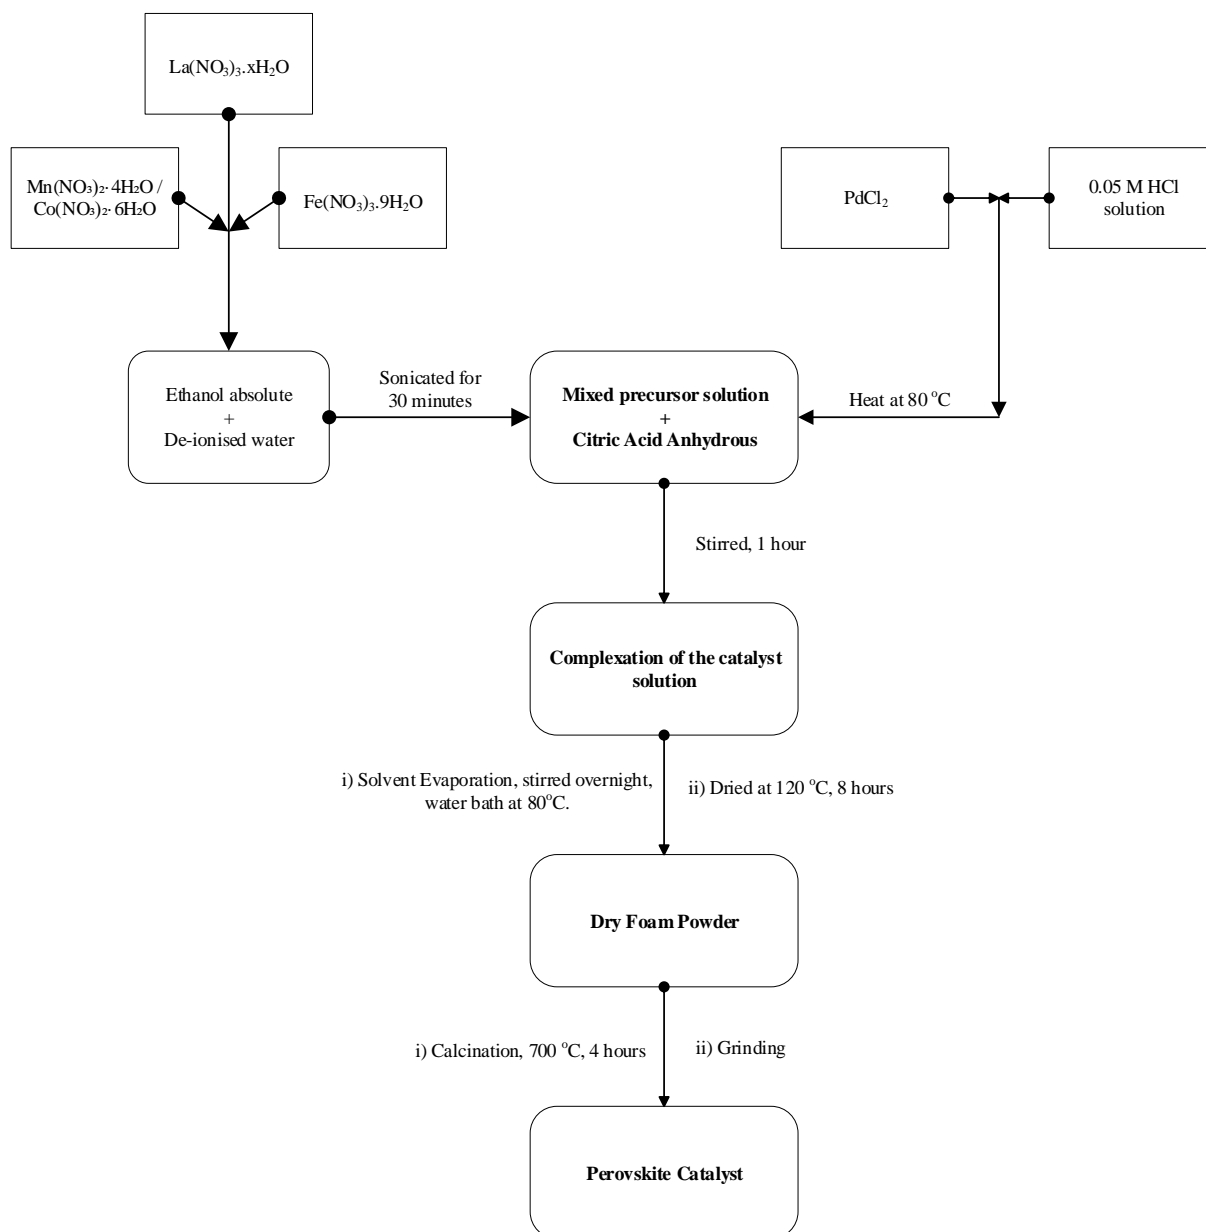 La(NO₃)₃.xH₂O
Mn(NO₃)₂·4H₂O /
Co(NO₃)₂·6H₂O
Fe(NO₃)₃.9H₂O
PdCl₂
0.05 M HCl
solution
Ethanol absolute
+
De-ionised water
Sonicated for
30 minutes
Mixed precursor solution
+
Citric Acid Anhydrous
Heat at 80 °C
Stirred, 1 hour
Complexation of the catalyst
solution
i) Solvent Evaporation, stirred overnight,
water bath at 80°C.
ii) Dried at 120 °C, 8 hours
Dry Foam Powder
i) Calcination, 700 °C, 4 hours
ii) Grinding
Perovskite Catalyst